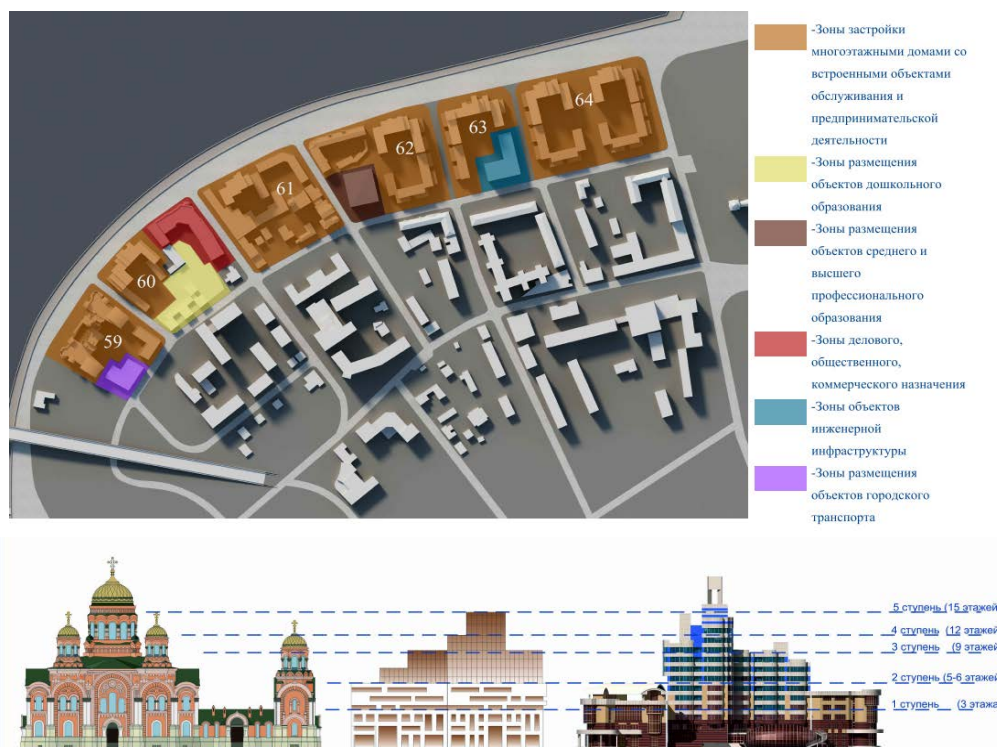 64
63
62
61
60
59
-Зоны застройки
многоэтажными домами со
встроенными объектами
обслуживания и
предпринимательской
деятельности
-Зоны размещения
объектов дошкольного
образования
-Зоны размещения
объектов среднего и
высшего
профессионального
образования
-Зоны делового,
общественного,
коммерческого назначения
-Зоны объектов
инженерной
инфраструктуры
-Зоны размещения
объектов городского
транспорта
5 ступень (15 этажей
4 ступень (12 этажей
3 ступень (9 этажей
2 ступень (5-6 этажей
1 ступень (3 этажа